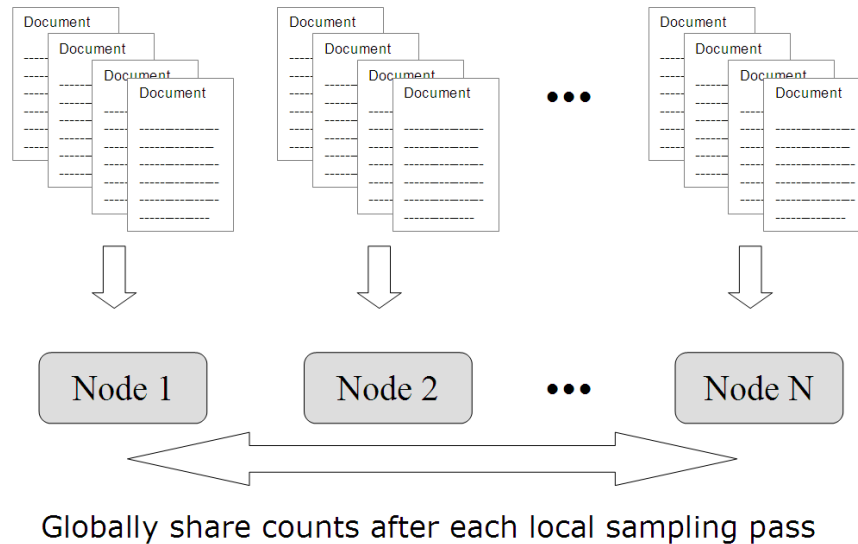 Document
Document
Document
Document
Document
Document
Document
Document
Document
Document
Document
Document
Node 1
Node 2
Node N
Globally share counts after each local sampling pass